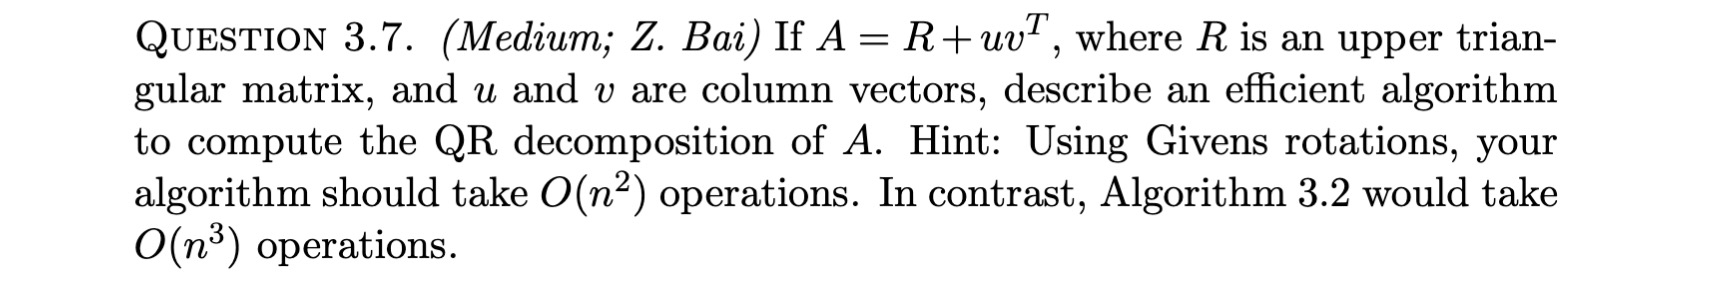 QUESTION 3.7. (Medium; Z. Bai) If A = R + uv^T, where R is an upper trian-
gular matrix, and u and v are column vectors, describe an efficient algorithm
to compute the QR decomposition of A. Hint: Using Givens rotations, your
algorithm should take O(n^2) operations. In contrast, Algorithm 3.2 would take
O(n^3) operations.